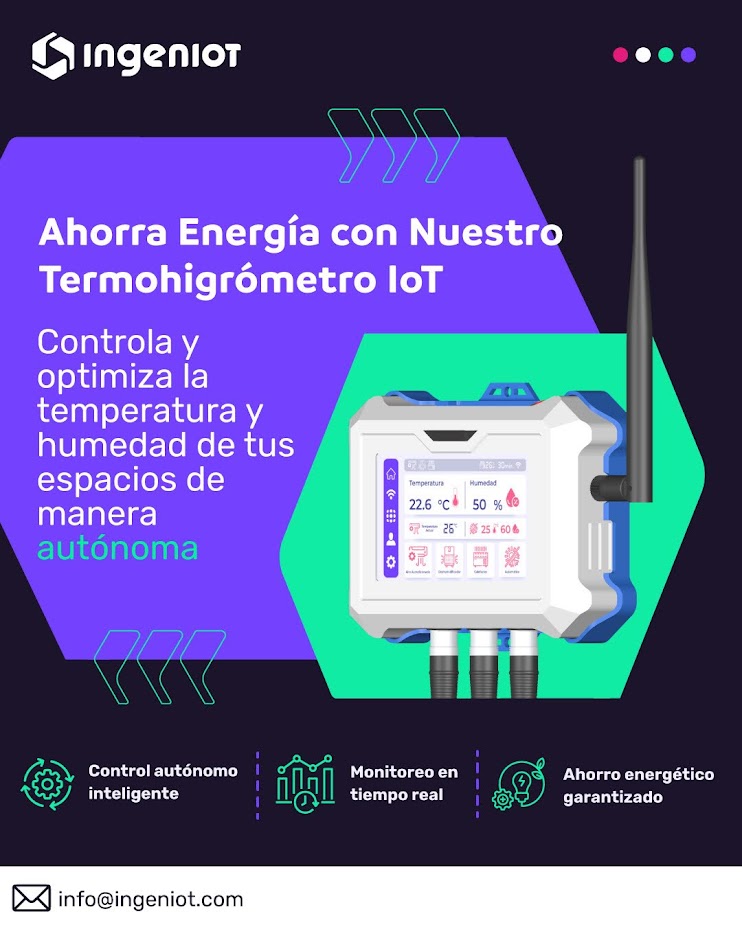 INGENIOT
Ahorra Energía con Nuestro
Termohigrómetro IoT
Controla y
optimiza la
temperatura y
humedad de tus
espacios de
manera
autónoma
Temperatura
Humedad
22.6 °C
50 %
26°
25
60
Control autónomo
inteligente
Monitoreo en
tiempo real
Ahorro energético
garantizado
info@ingeniot.com